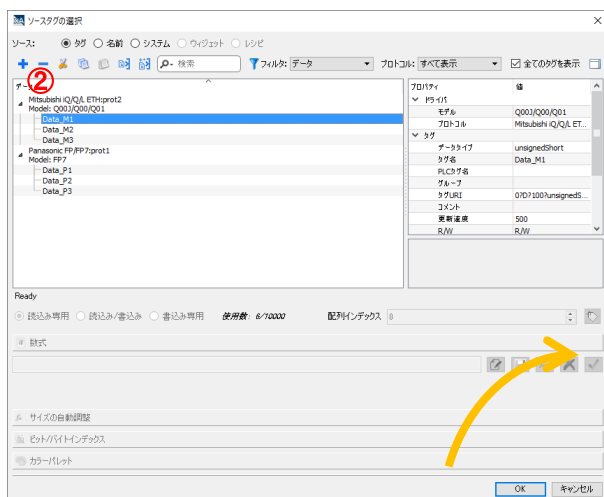 ソースタグの選択
ソース: タグ 名前 システム ウィジェット レシピ
検索 フィルタ: データ プロトコル: すべて表示 全てのタグを表示
②
Mitsubishi iQ/Q/L ETH:prot2
Model: Q00J/Q00/Q01
Data_M1
Data_M2
Data_M3
Panasonic FP/FP7:prot1
Model: FP7
Data_P1
Data_P2
Data_P3
プロパティ 値
ドライバ
モデル Q00J/Q00/Q01
プロトコル Mitsubishi iQ/Q/L ET...
タグ
データタイプ unsignedShort
タグ名 Data_M1
PLCタグ名
グループ
タグURI 0?D?100?unsignedS...
コメント
更新速度 500
R/W R/W
Ready
読込み専用 読込み/書込み 書込み専用 使用数: 6/10000 配列インデックス 0
数式
サイズの自動調整
ビット/バイトインデックス
カラーパレット
OK キャンセル